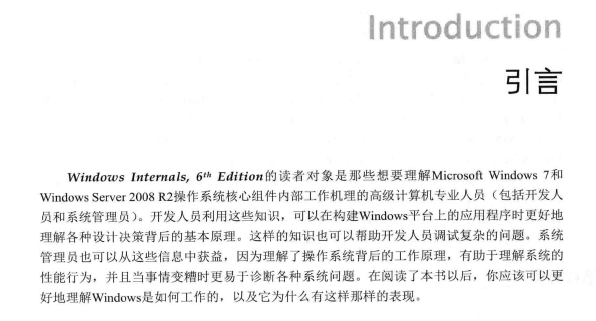 Introduction
引言
Windows Internals, 6th Edition的读者对象是那些想要理解Microsoft Windows 7和
Windows Server 2008 R2操作系统核心组件内部工作机理的高级计算机专业人员（包括开发人
员和系统管理员）。开发人员利用这些知识，可以在构建Windows平台上的应用程序时更好地
理解各种设计决策背后的基本原理。这样的知识也可以帮助开发人员调试复杂的问题。系统
管理员也可以从这些信息中获益，因为理解了操作系统背后的工作原理，有助于理解系统的
性能行为，并且当事情变糟时更易于诊断各种系统问题。在阅读了本书以后，你应该可以更
好地理解Windows是如何工作的，以及它为什么有这样那样的表现。